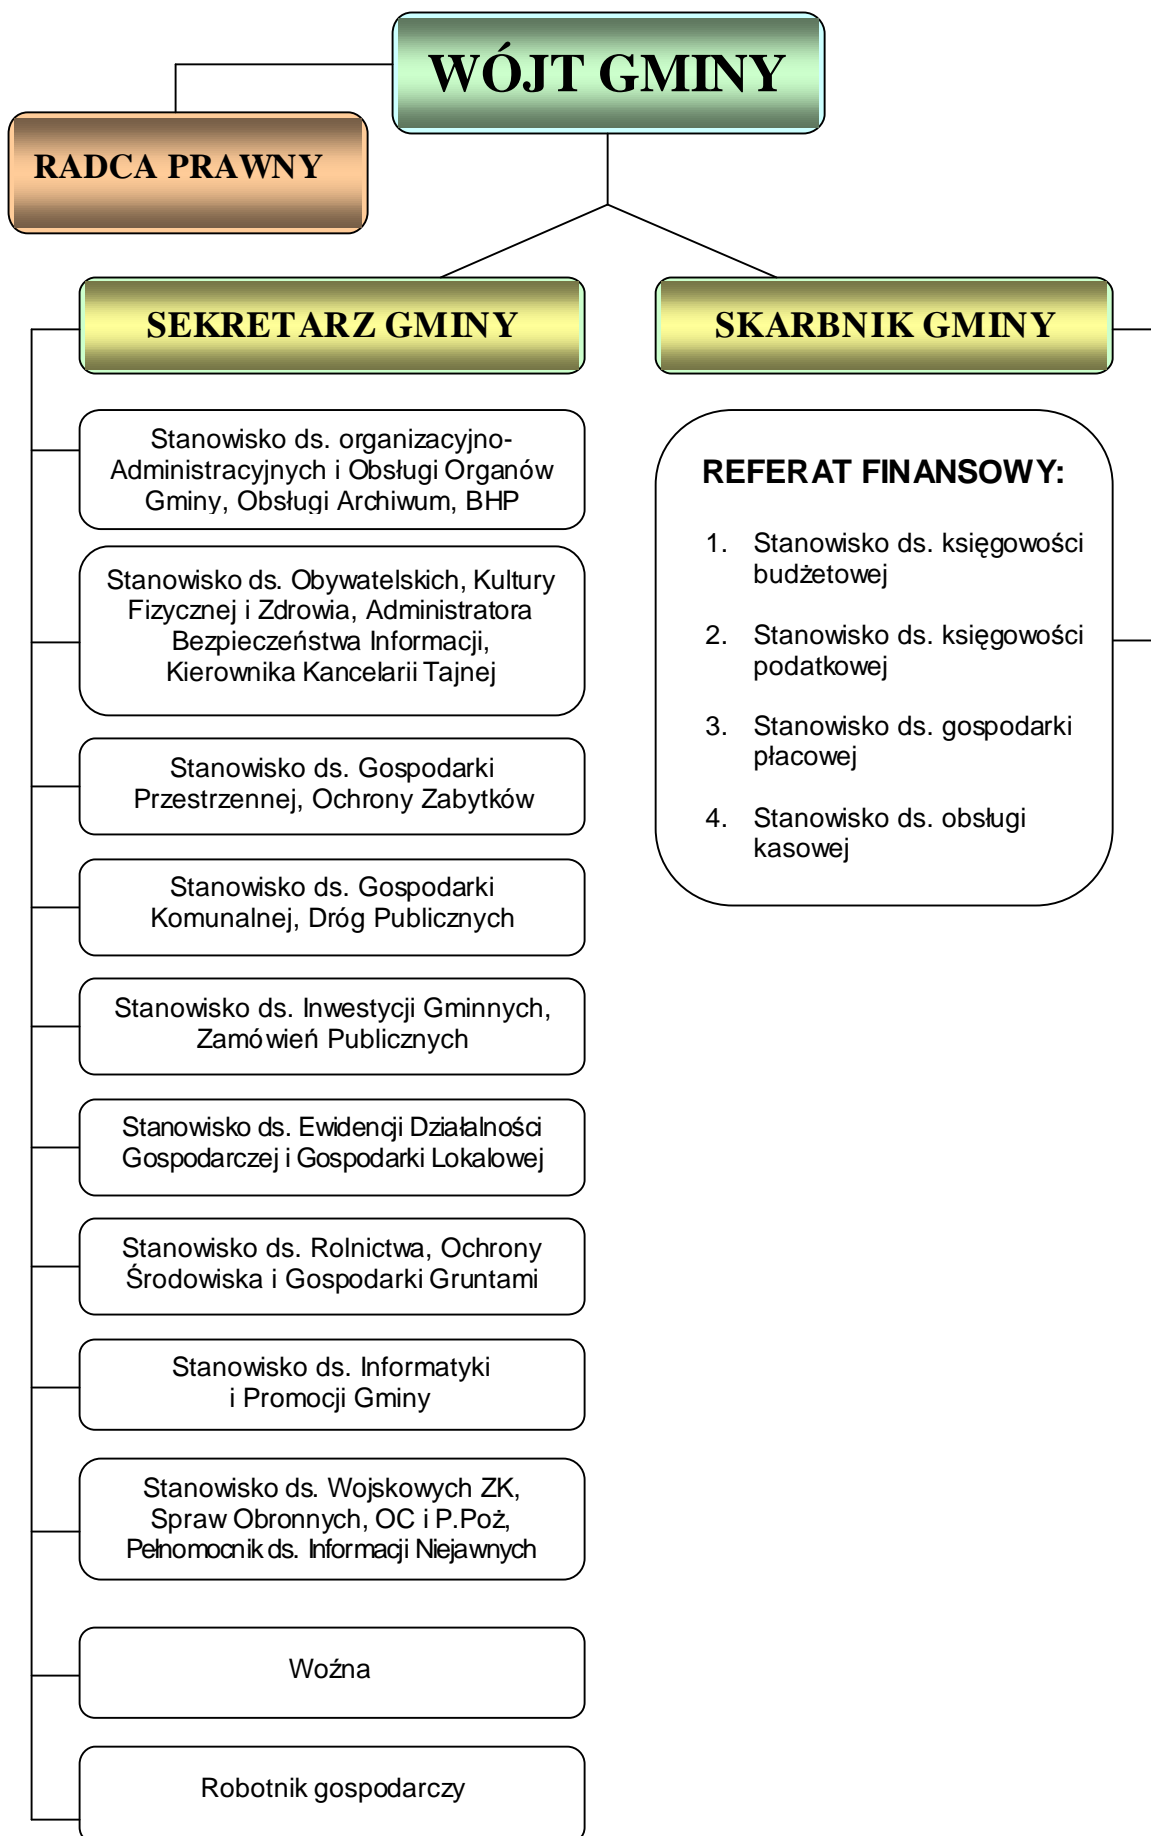 WÓJT GMINY
RADCA PRAWNY
SEKRETARZ GMINY
SKARBNIK GMINY
Stanowisko ds. organizacyjno-
Administracyjnych i Obsługi Organów
Gminy, Obsługi Archiwum, BHP
Stanowisko ds. Obywatelskich, Kultury
Fizycznej i Zdrowia, Administratora
Bezpieczeństwa Informacji,
Kierownika Kancelarii Tajnej
Stanowisko ds. Gospodarki
Przestrzennej, Ochrony Zabytków
Stanowisko ds. Gospodarki
Komunalnej, Dróg Publicznych
Stanowisko ds. Inwestycji Gminnych,
Zamówień Publicznych
Stanowisko ds. Ewidencji Działalności
Gospodarczej i Gospodarki Lokalowej
Stanowisko ds. Rolnictwa, Ochrony
Środowiska i Gospodarki Gruntami
Stanowisko ds. Informatyki
i Promocji Gminy
Stanowisko ds. Wojskowych ZK,
Spraw Obronnych, OC i P.Poż,
Pełnomocnik ds. Informacji Niejawnych
Woźna
Robotnik gospodarczy
REFERAT FINANSOWY:
1. Stanowisko ds. księgowości
budżetowej
2. Stanowisko ds. księgowości
podatkowej
3. Stanowisko ds. gospodarki
płacowej
4. Stanowisko ds. obsługi
kasowej